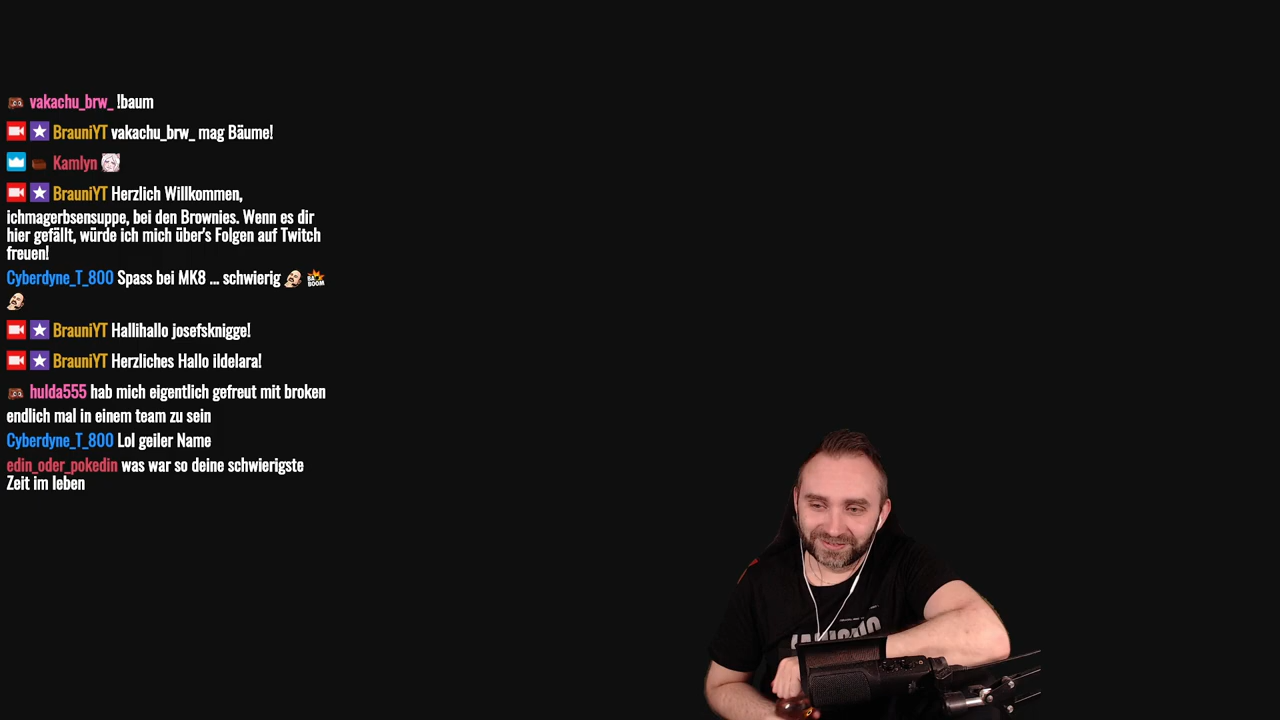 vakachu_brw_ !baum
BrauniYT vakachu_brw_ mag Bäume!
Kamlyn
BrauniYT Herzlich Willkommen,
ichmagerbsensuppe, bei den Brownies. Wenn es dir
hier gefällt, würde ich mich über's Folgen auf Twitch
freuen!
Cyberdyne_T_800 Spass bei MK8 ... schwierig
BrauniYT Hallihallo josefsknigge!
BrauniYT Herzliches Hallo ildelara!
hulda555 hab mich eigentlich gefreut mit broken
endlich mal in einem team zu sein
Cyberdyne_T_800 Lol geiler Name
edin_oder_pokedin was war so deine schwierigste
Zeit im leben